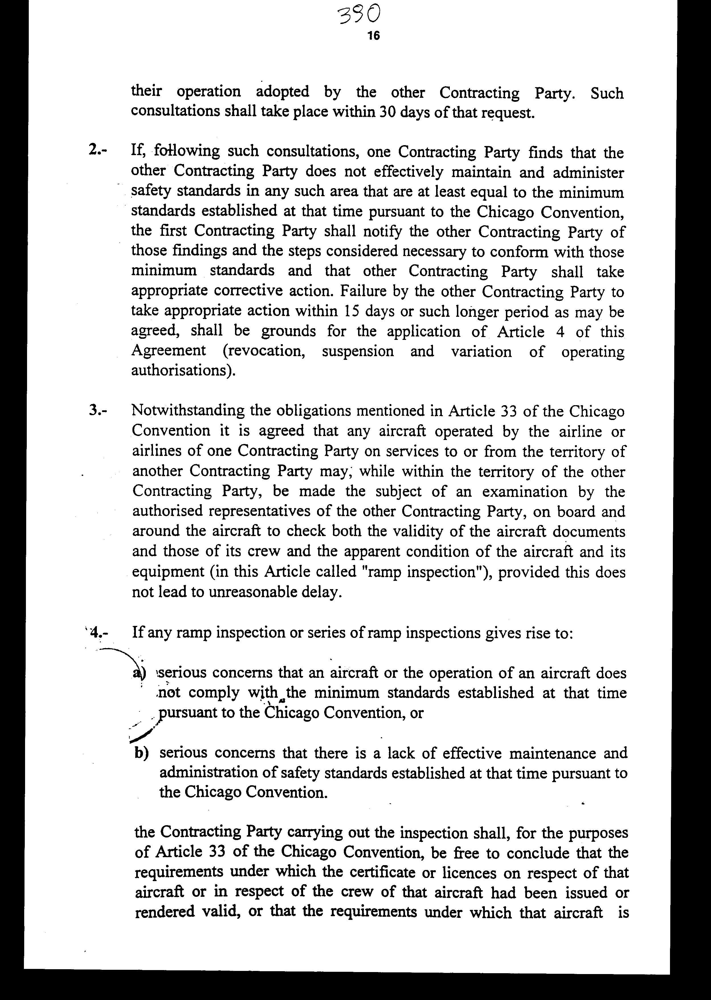 390
16
their operation adopted by the other Contracting Party. Such
consultations shall take place within 30 days of that request.
2.- If, following such consultations, one Contracting Party finds that the
other Contracting Party does not effectively maintain and administer
safety standards in any such area that are at least equal to the minimum
standards established at that time pursuant to the Chicago Convention,
the first Contracting Party shall notify the other Contracting Party of
those findings and the steps considered necessary to conform with those
minimum standards and that other Contracting Party shall take
appropriate corrective action. Failure by the other Contracting Party to
take appropriate action within 15 days or such longer period as may be
agreed, shall be grounds for the application of Article 4 of this
Agreement (revocation, suspension and variation of operating
authorisations).
3.- Notwithstanding the obligations mentioned in Article 33 of the Chicago
Convention it is agreed that any aircraft operated by the airline or
airlines of one Contracting Party on services to or from the territory of
another Contracting Party may, while within the territory of the other
Contracting Party, be made the subject of an examination by the
authorised representatives of the other Contracting Party, on board and
around the aircraft to check both the validity of the aircraft documents
and those of its crew and the apparent condition of the aircraft and its
equipment (in this Article called "ramp inspection"), provided this does
not lead to unreasonable delay.
4.- If any ramp inspection or series of ramp inspections gives rise to:
a) serious concerns that an aircraft or the operation of an aircraft does
not comply with the minimum standards established at that time
pursuant to the Chicago Convention, or
b) serious concerns that there is a lack of effective maintenance and
administration of safety standards established at that time pursuant to
the Chicago Convention.
the Contracting Party carrying out the inspection shall, for the purposes
of Article 33 of the Chicago Convention, be free to conclude that the
requirements under which the certificate or licences on respect of that
aircraft or in respect of the crew of that aircraft had been issued or
rendered valid, or that the requirements under which that aircraft is